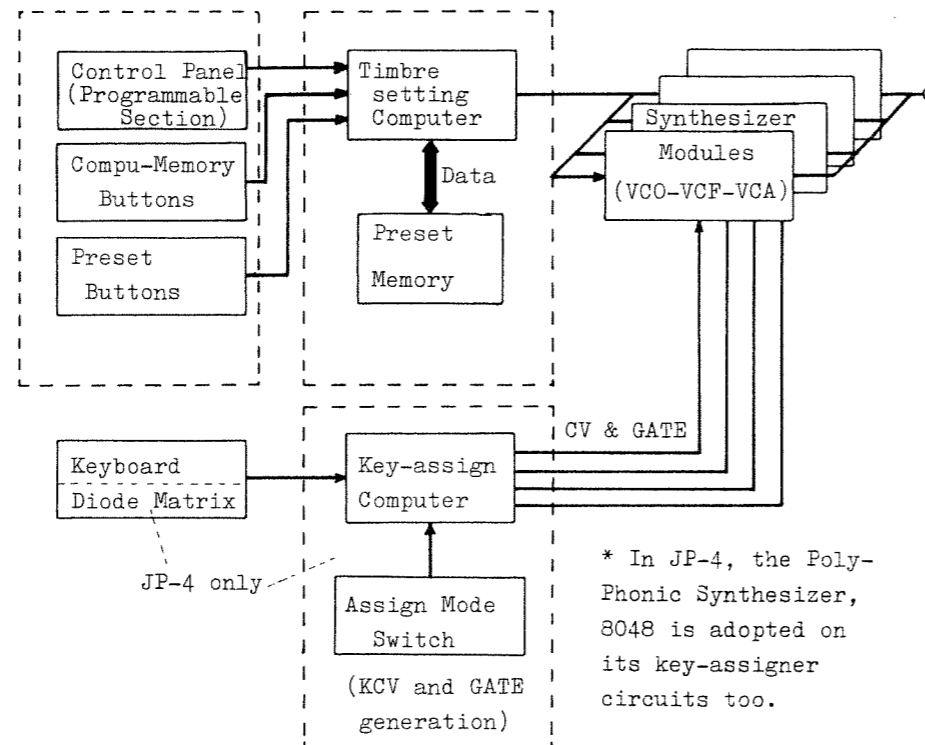 Control Panel
(Programmable
Section)
Compu-Memory
Buttons
Preset
Buttons
Timbre
setting
Computer
Data
Preset
Memory
Synthesizer
Modules
(VCO-VCF-VCA)
CV & GATE
Keyboard
Diode Matrix
JP-4 only
Key-assign
Computer
Assign Mode
Switch
(KCV and GATE
generation)
* In JP-4, the Poly-
Phonic Synthesizer,
8048 is adopted on
its key-assigner
circuits too.